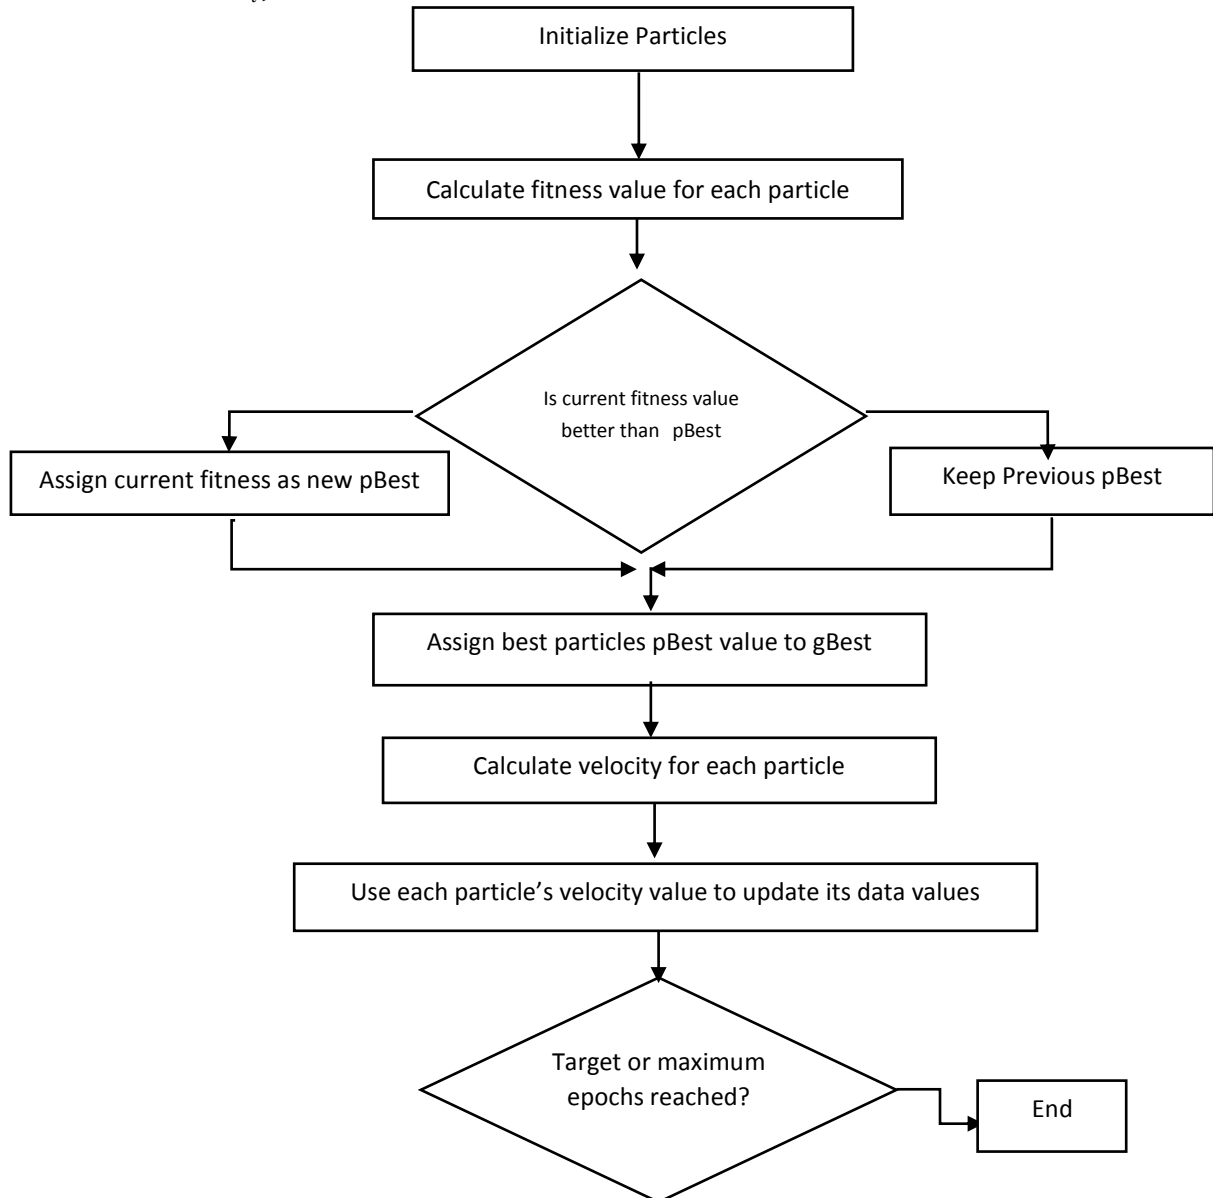 Initialize Particles
Calculate fitness value for each particle
Is current fitness value
better than pBest
Assign current fitness as new pBest
Keep Previous pBest
Assign best particles pBest value to gBest
Calculate velocity for each particle
Use each particle’s velocity value to update its data values
Target or maximum
epochs reached?
End